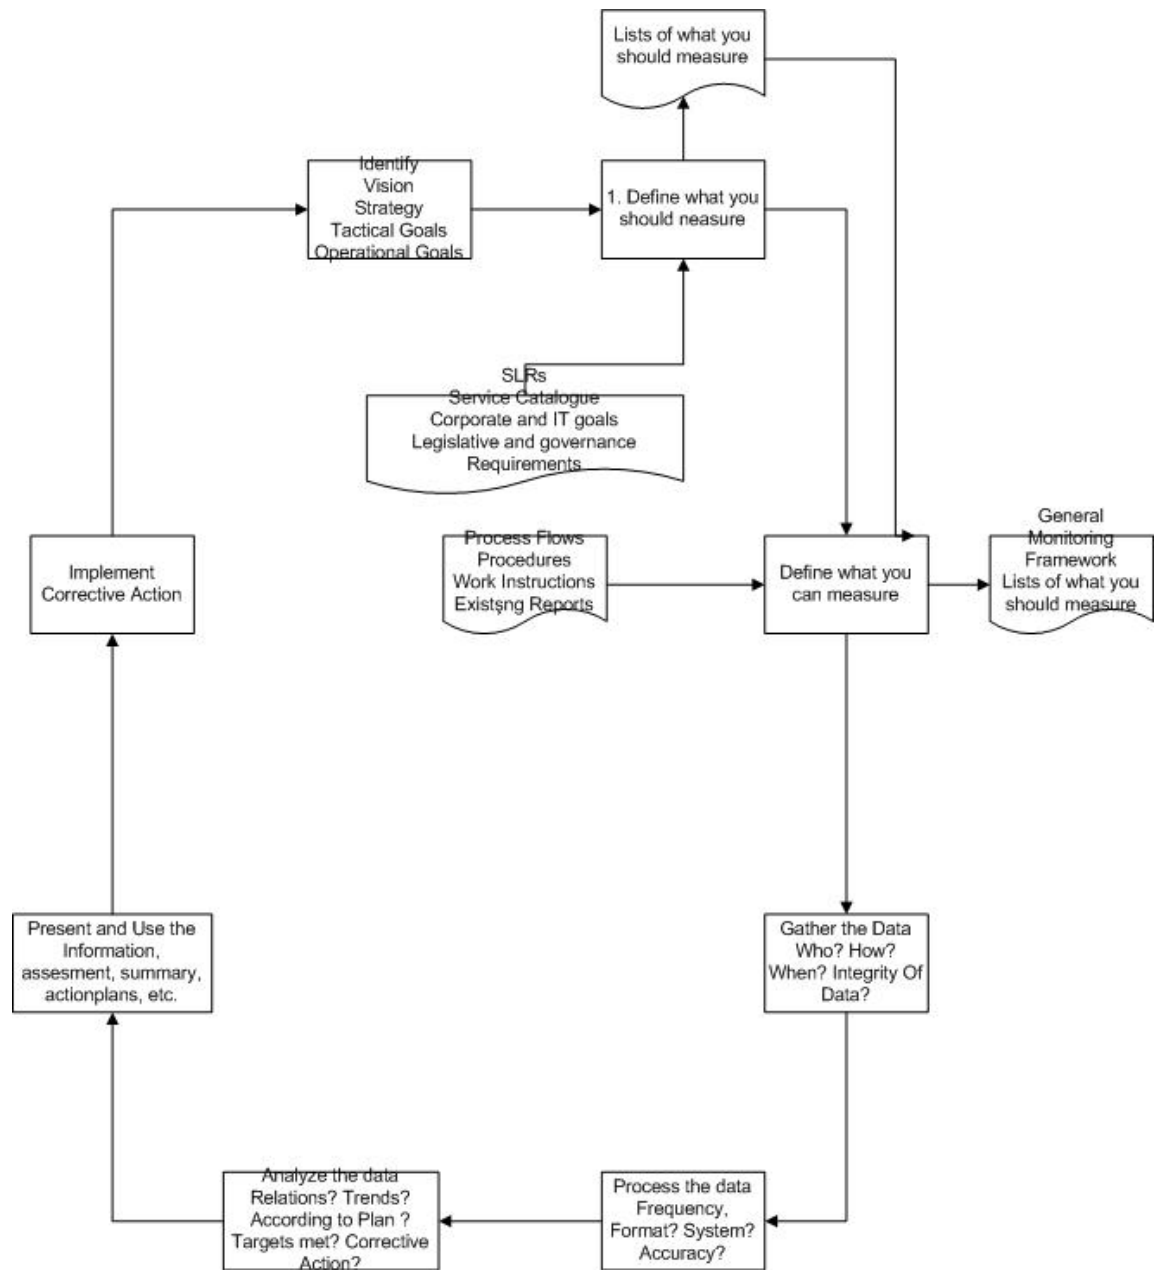 Lists of what you
should measure
Identify
Vision
Strategy
Tactical Goals
Operational Goals
1. Define what you
should neasure
SLRs
Service Catalogue
Corporate and IT goals
Legislative and governance
Requirements
Process Flows
Procedures
Work Instructions
Existşng Reports
Define what you
can measure
General
Monitoring
Framework
Lists of what you
should measure
Implement
Corrective Action
Present and Use the
Information,
assesment, summary,
actionplans, etc.
Gather the Data
Who? How?
When? Integrity Of
Data?
Analyze the data
Relations? Trends?
According to Plan ?
Targets met? Corrective
Action?
Process the data
Frequency,
Format? System?
Accuracy?